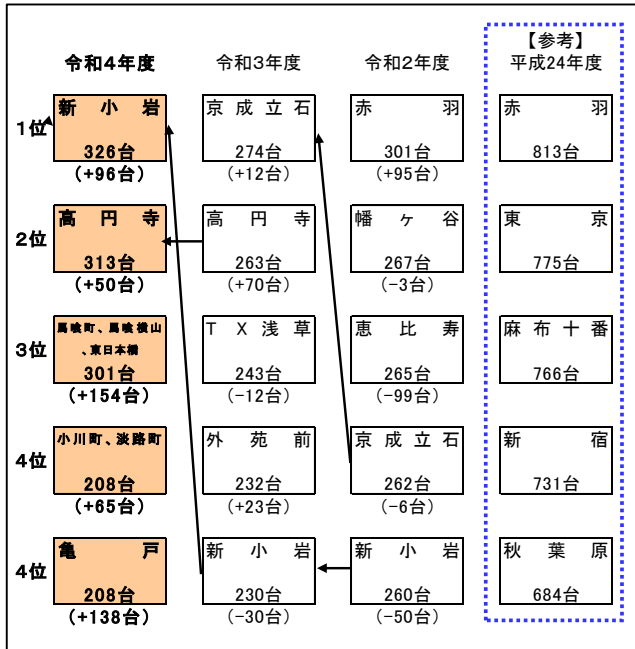 【参考】
令和4年度 令和3年度 令和2年度 平成24年度
1位
新小岩 京成立石 赤羽 赤羽
326台 274台 301台 813台
(+96台) (+12台) (+95台)
2位
高円寺 高円寺 幡ヶ谷 東京
313台 263台 267台 775台
(+50台) (+70台) (-3台)
3位
馬喰町、馬喰横山 TX浅草 恵比寿 麻布十番
、東日本橋
301台 243台 265台 766台
(+154台) (-12台) (-99台)
4位
小川町、淡路町 外苑前 京成立石 新宿
208台 232台 262台 731台
(+65台) (+23台) (-6台)
4位
亀戸 新小岩 新小岩 秋葉原
208台 230台 260台 684台
(+138台) (-30台) (-50台)